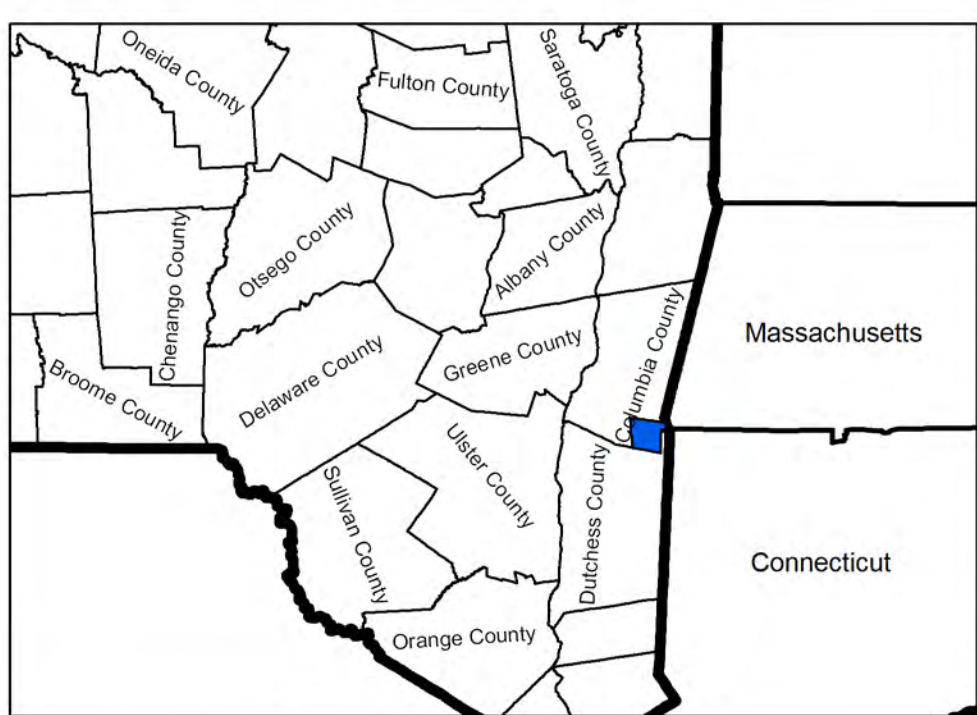 Oneida County
Fulton County
Saratoga County
Chenango County
Otsego County
Albany County
Columbia County
Massachusetts
Broome County
Delaware County
Greene County
Ulster County
Sullivan County
Dutchess County
Connecticut
Orange County